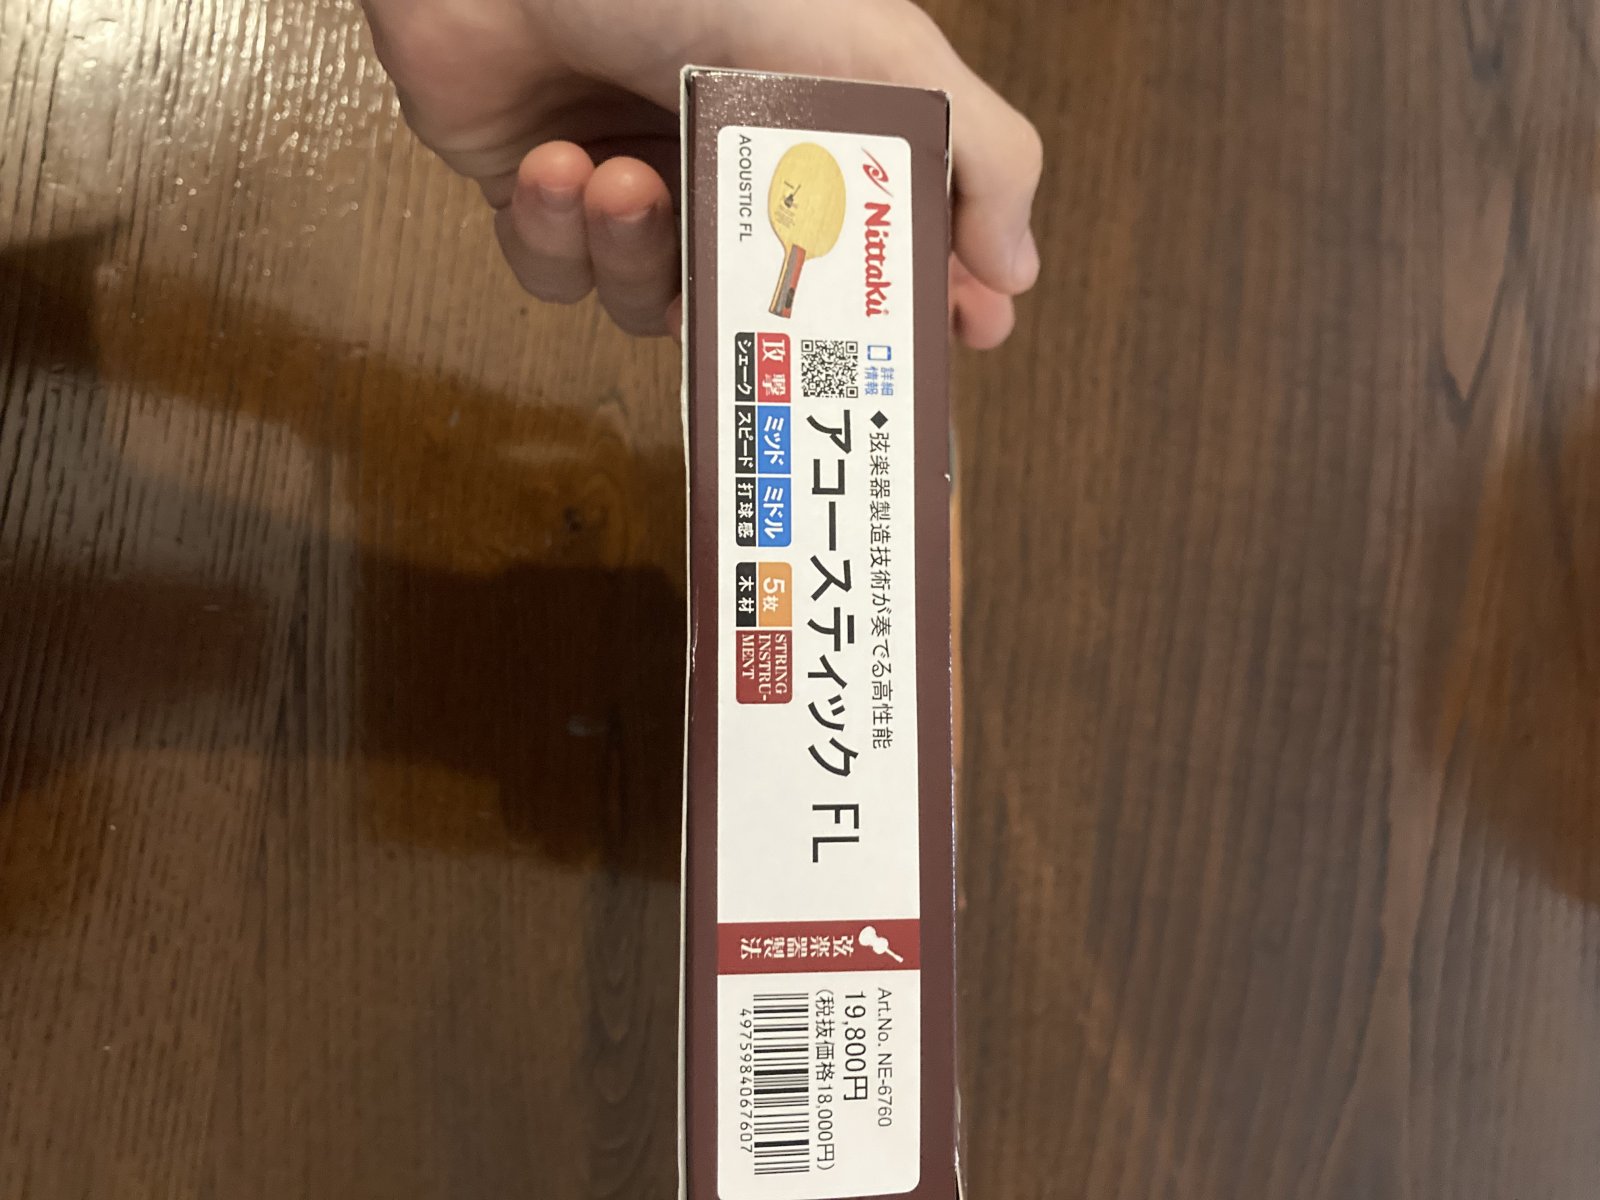 Nittaku
ACOUSTIC FL
詳細
情報
◆弦楽器製造技術が奏でる高性能
アコースティック FL
攻撃 ミッド ミドル 5枚
シェーク スピード 打球感 木材
STRING
INSTRU-
MENT
弦
楽
器
製
法
Art.No. NE-6760
19,800円
(税抜価格18,000円)
4975984067607